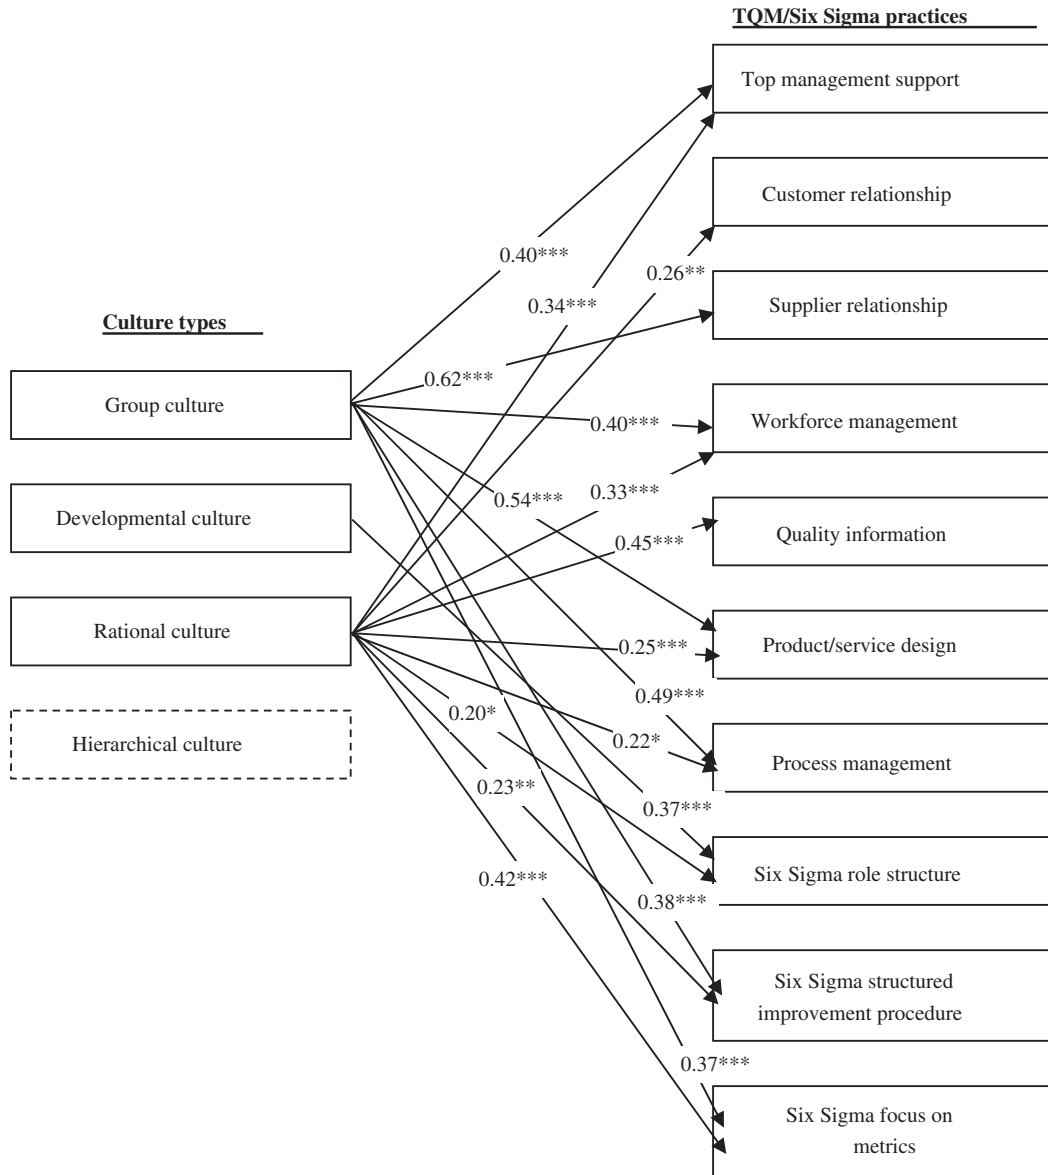 TQM/Six Sigma practices
Top management support
Customer relationship
0.40***
0.26**
0.34***
Supplier relationship
Culture types
0.62***
Group culture
0.40***
Workforce management
0.54***
0.33***
Developmental culture
0.45***
Quality information
Rational culture
0.25***
Product/service design
0.49***
0.20*
0.22*
Hierarchical culture
Process management
0.23**
0.37***
0.42***
Six Sigma role structure
0.38***
Six Sigma structured
improvement procedure
0.37***
Six Sigma focus on
metrics